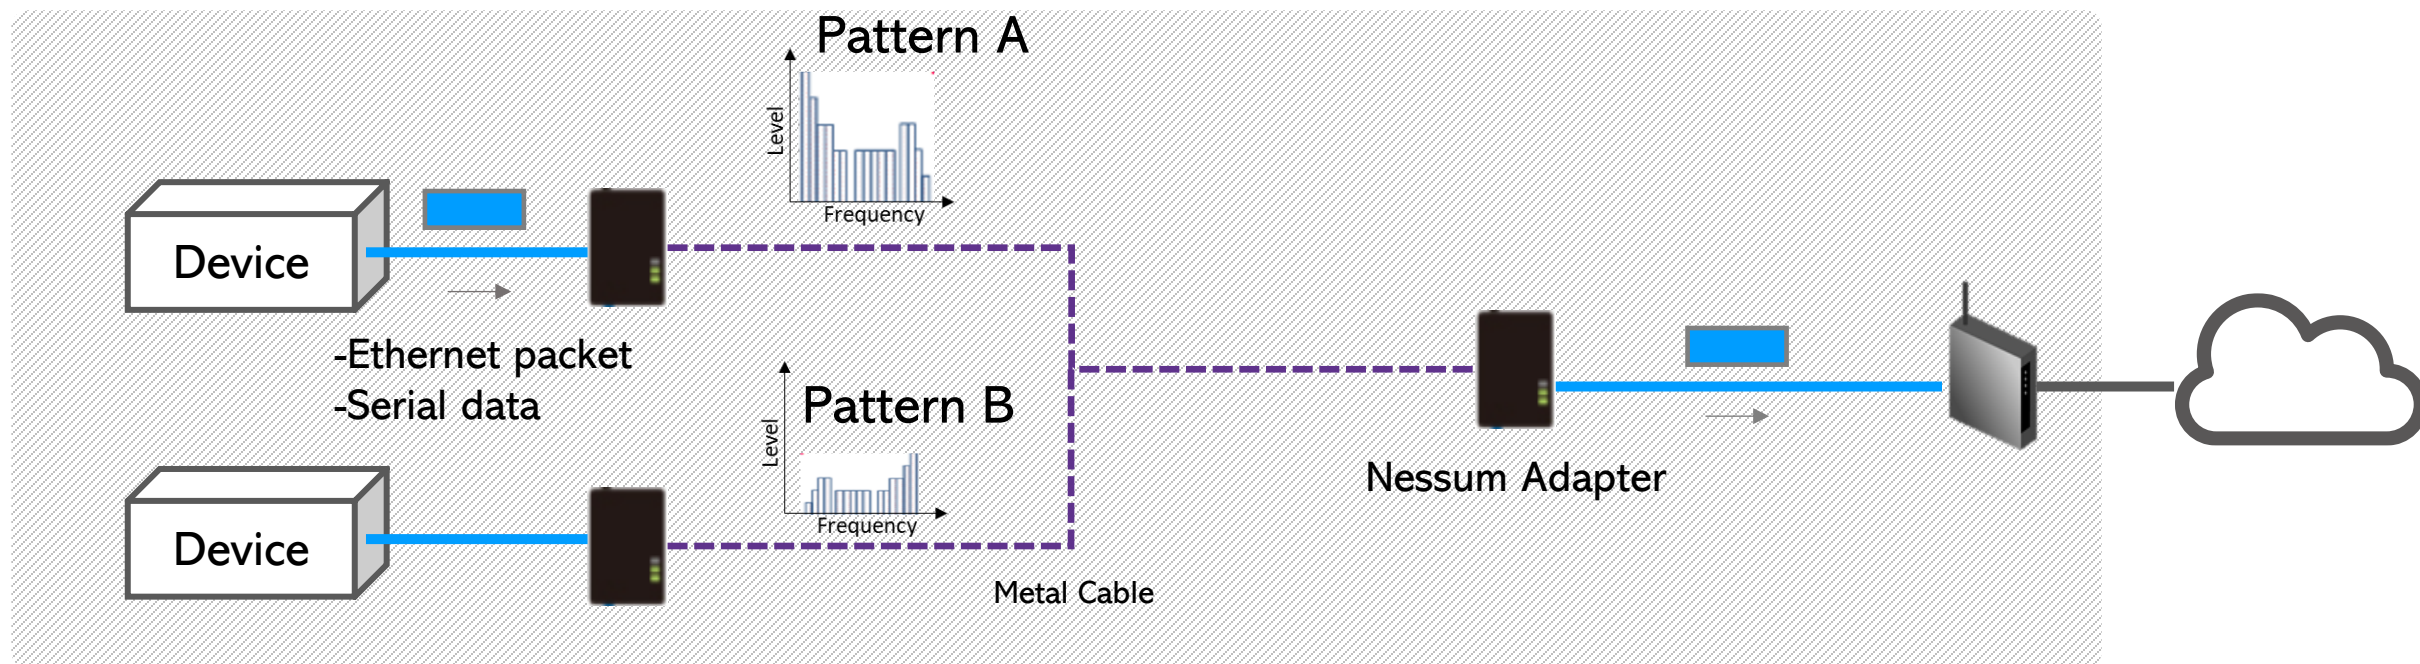 Pattern A
Level
Frequency
Device
-Ethernet packet
-Serial data
Pattern B
Level
Frequency
Device
Metal Cable
Nessum Adapter